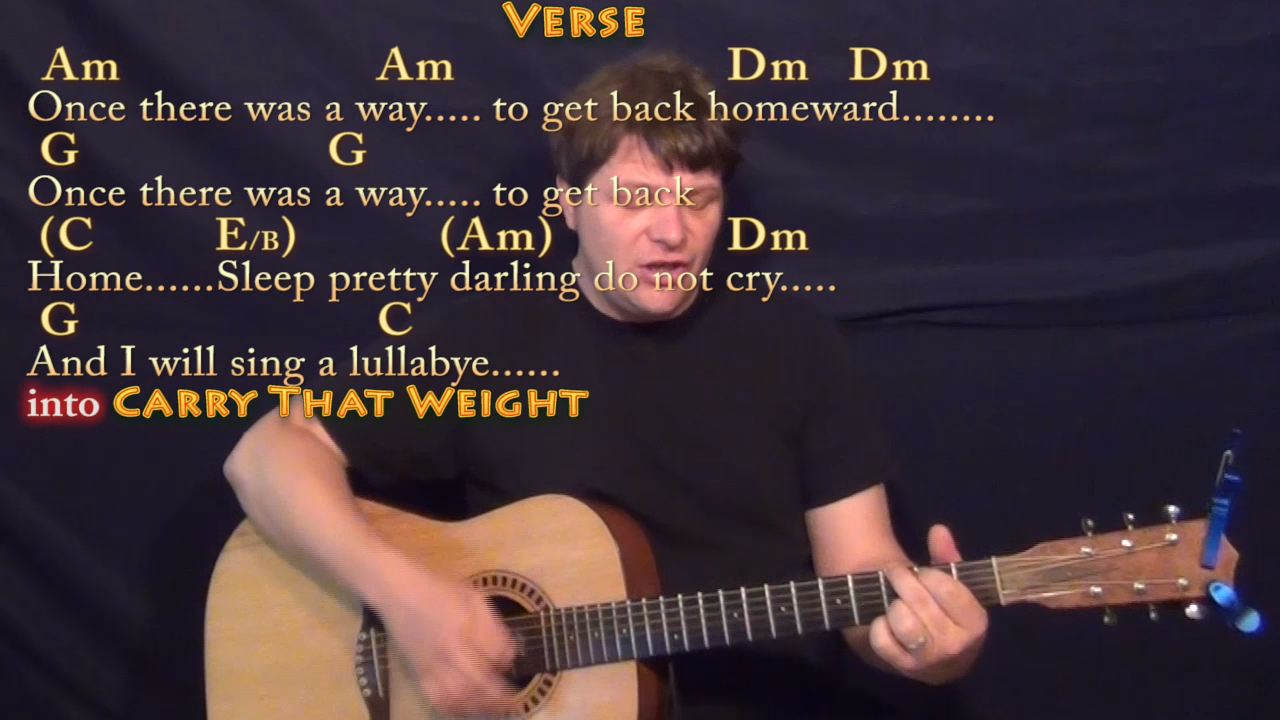 VERSE
Am Am Dm Dm
Once there was a way..... to get back homeward........
G G
Once there was a way..... to get back
(C E/B) (Am) Dm
Home......Sleep pretty darling do not cry.....
G C
And I will sing a lullabye......
into CARRY THAT WEIGHT